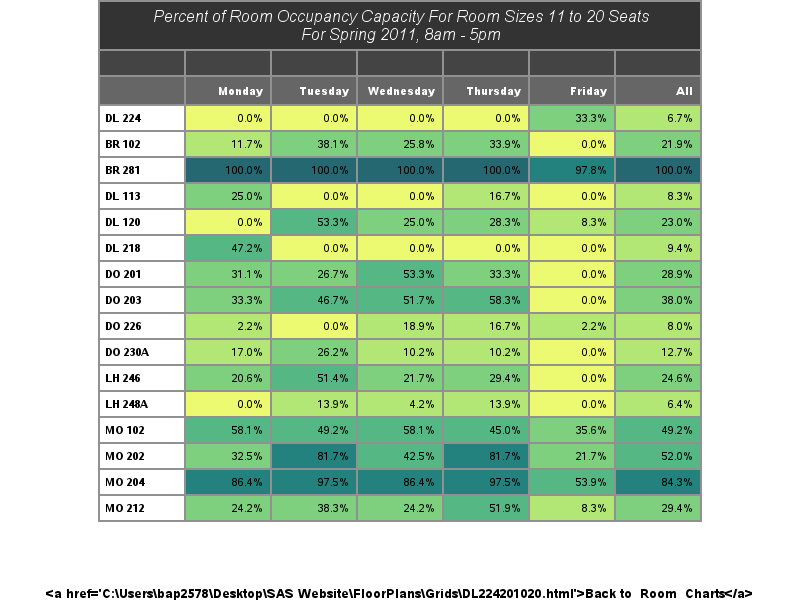 Percent of Room Occupancy Capacity For Room Sizes 11 to 20 Seats
For Spring 2011, 8am - 5pm
Monday Tuesday Wednesday Thursday Friday All
DL 224 0.0% 0.0% 0.0% 0.0% 33.3% 6.7%
BR 102 11.7% 38.1% 25.8% 33.9% 0.0% 21.9%
BR 281 100.0% 100.0% 100.0% 100.0% 97.8% 100.0%
DL 113 25.0% 0.0% 0.0% 16.7% 0.0% 8.3%
DL 120 0.0% 53.3% 25.0% 28.3% 8.3% 23.0%
DL 218 47.2% 0.0% 0.0% 0.0% 0.0% 9.4%
DO 201 31.1% 26.7% 53.3% 33.3% 0.0% 28.9%
DO 203 33.3% 46.7% 51.7% 58.3% 0.0% 38.0%
DO 226 2.2% 0.0% 18.9% 16.7% 2.2% 8.0%
DO 230A 17.0% 26.2% 10.2% 10.2% 0.0% 12.7%
LH 246 20.6% 51.4% 21.7% 29.4% 0.0% 24.6%
LH 248A 0.0% 13.9% 4.2% 13.9% 0.0% 6.4%
MO 102 58.1% 49.2% 58.1% 45.0% 35.6% 49.2%
MO 202 32.5% 81.7% 42.5% 81.7% 21.7% 52.0%
MO 204 86.4% 97.5% 86.4% 97.5% 53.9% 84.3%
MO 212 24.2% 38.3% 24.2% 51.9% 8.3% 29.4%
<a href='C:\Users\bap2578\Desktop\SAS Website\FloorPlans\Grids\DL224201020.html'>Back to Room Charts</a>